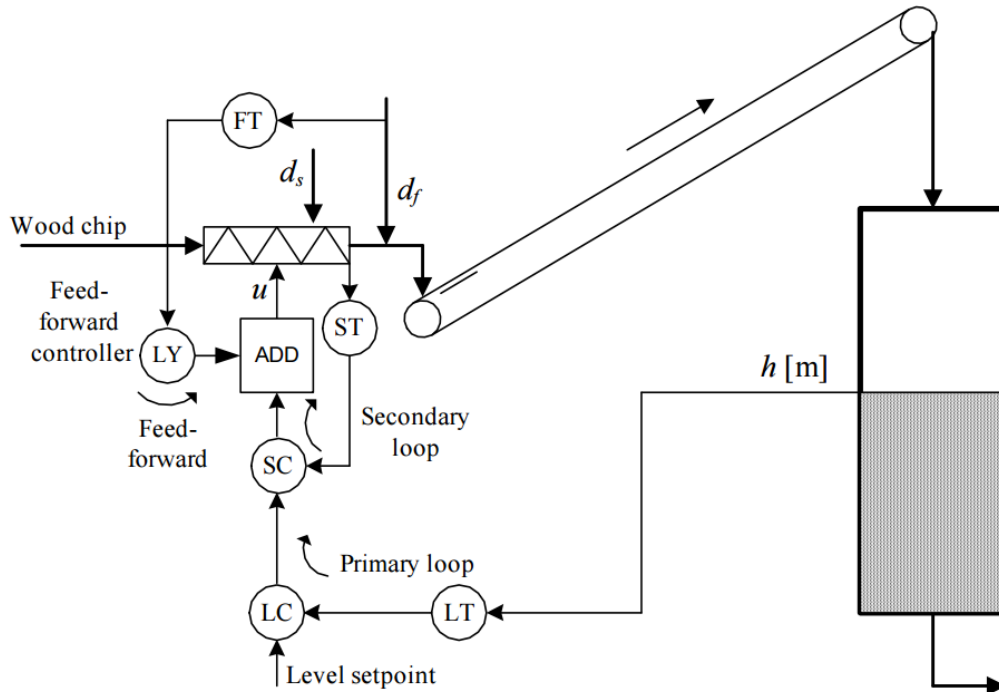 FT
d_s
d_f
Wood chip
u
Feed-
forward
controller
LY
ADD
ST
h [m]
Feed-
forward
Secondary
loop
SC
Primary loop
LC
LT
Level setpoint